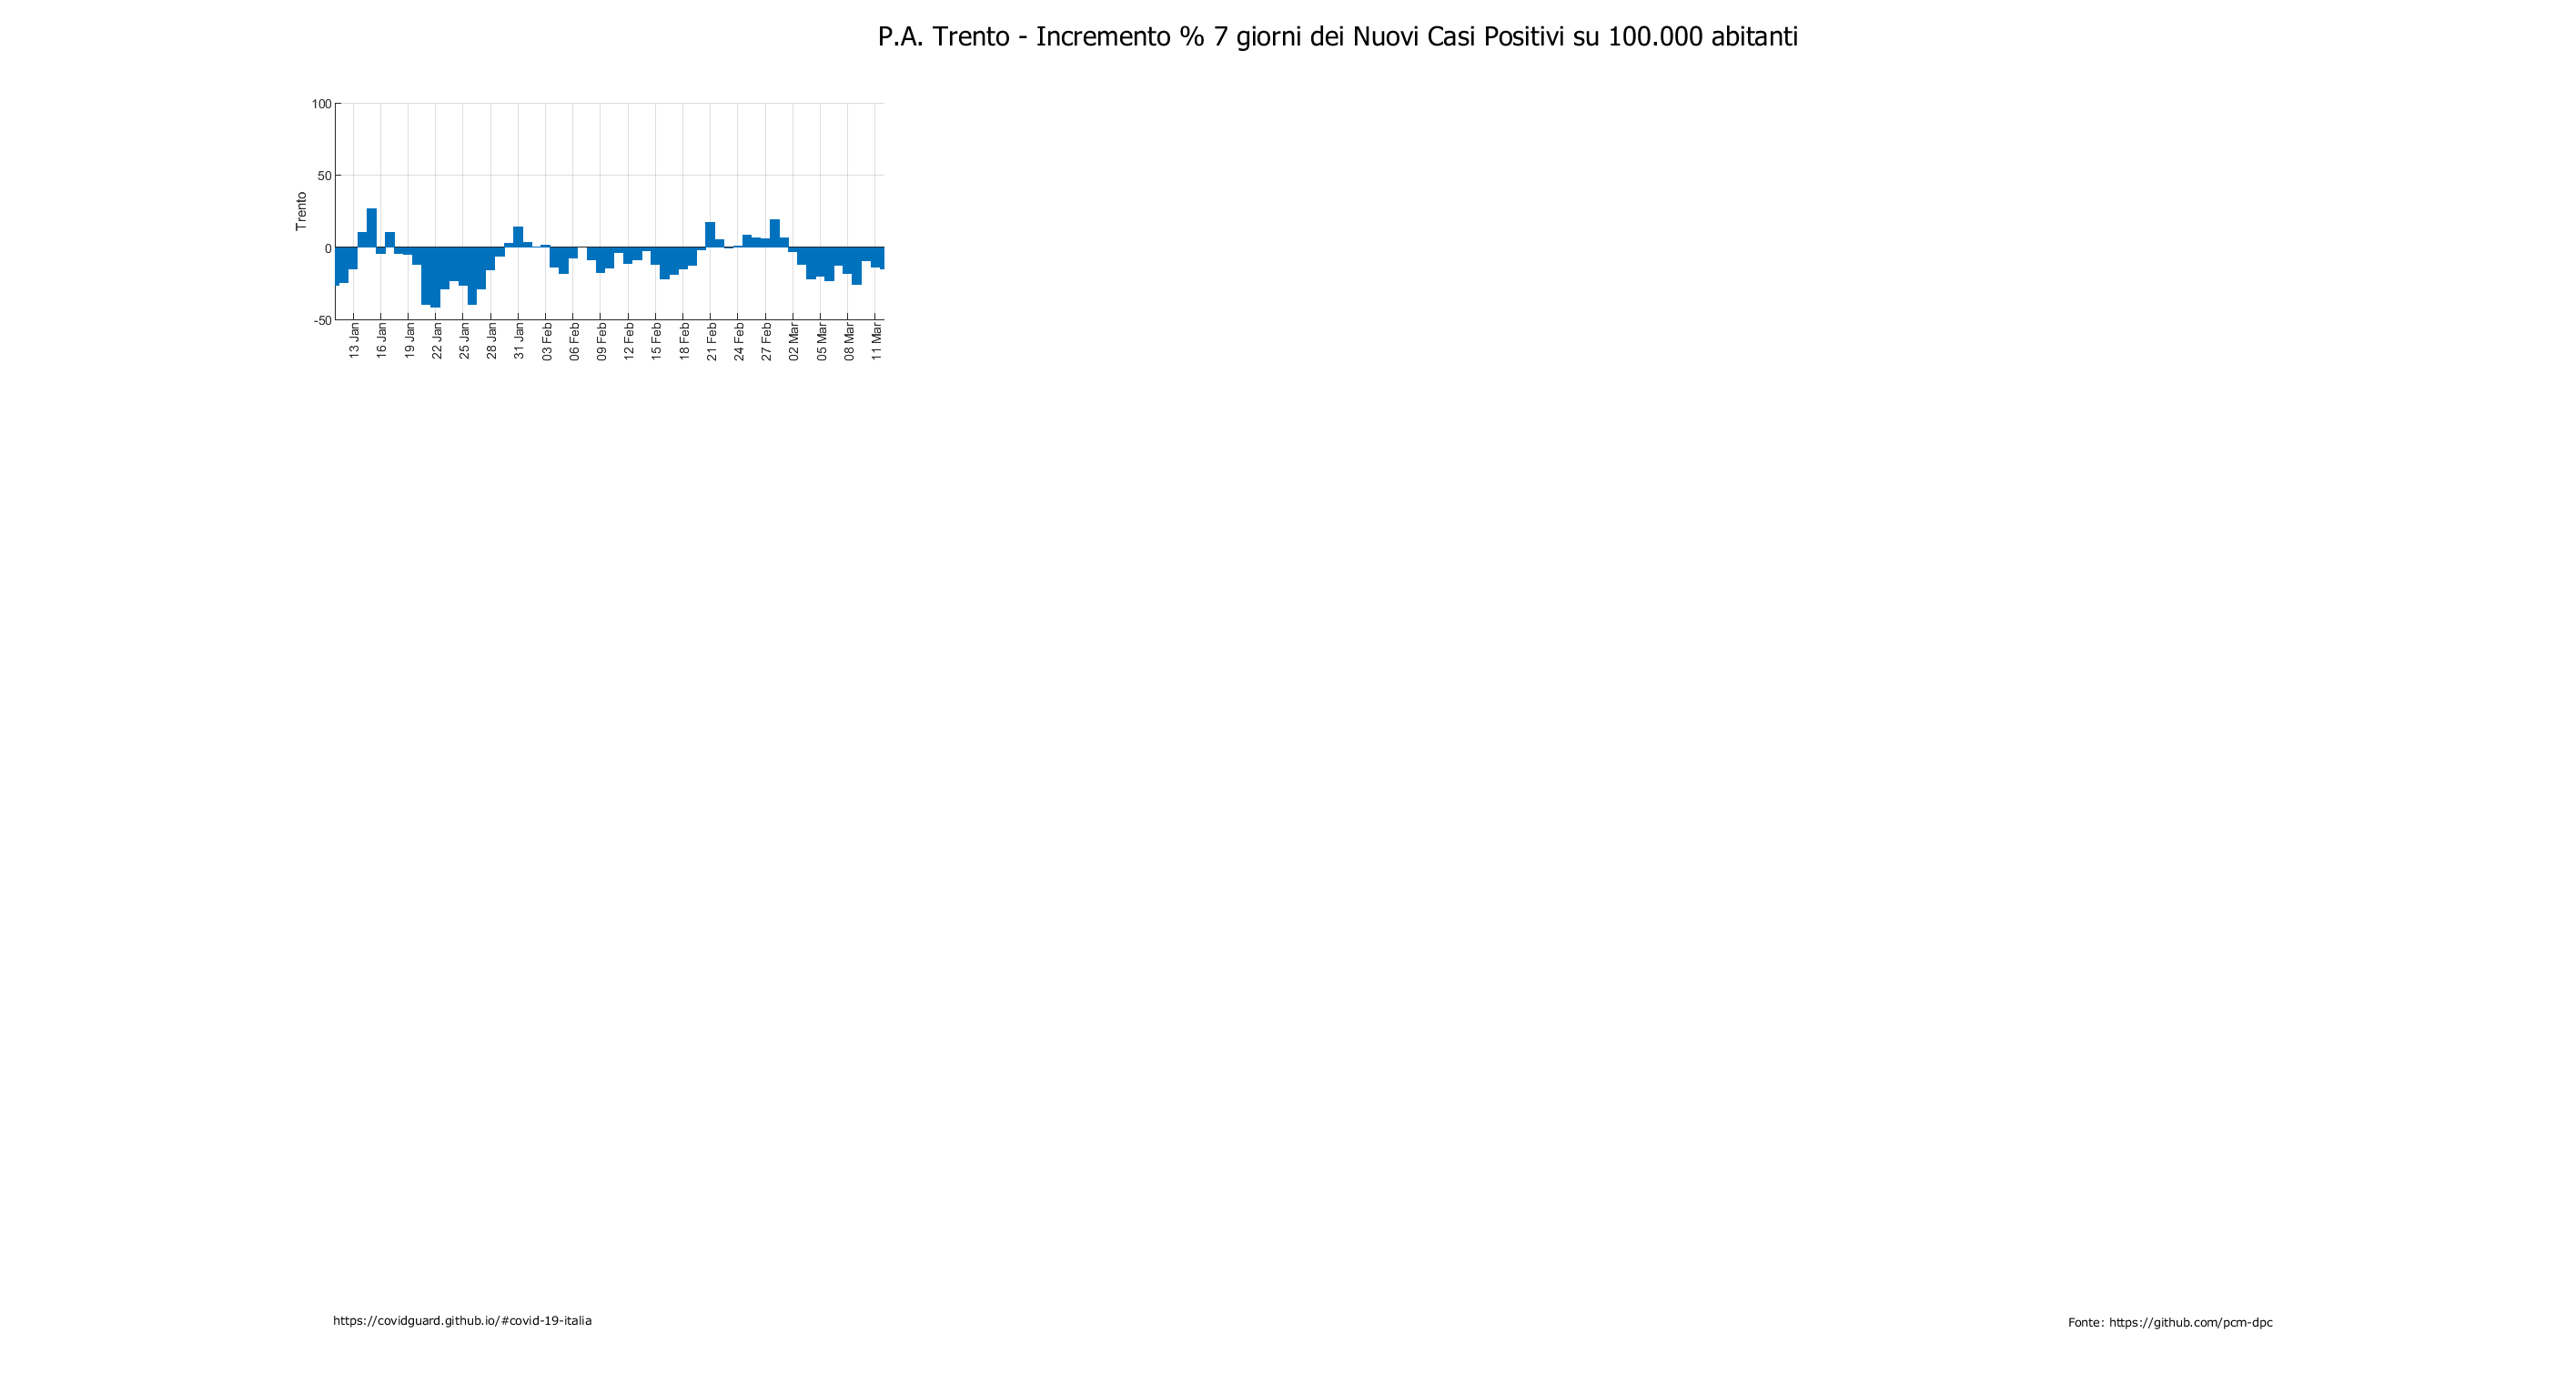 P.A. Trento - Incremento % 7 giorni dei Nuovi Casi Positivi su 100.000 abitanti
100
50
0
-50
Trento
13 Jan
16 Jan
19 Jan
22 Jan
25 Jan
28 Jan
31 Jan
03 Feb
06 Feb
09 Feb
12 Feb
15 Feb
18 Feb
21 Feb
24 Feb
27 Feb
02 Mar
05 Mar
08 Mar
11 Mar
https://covidguard.github.io/#covid-19-italia
Fonte: https://github.com/pcm-dpc